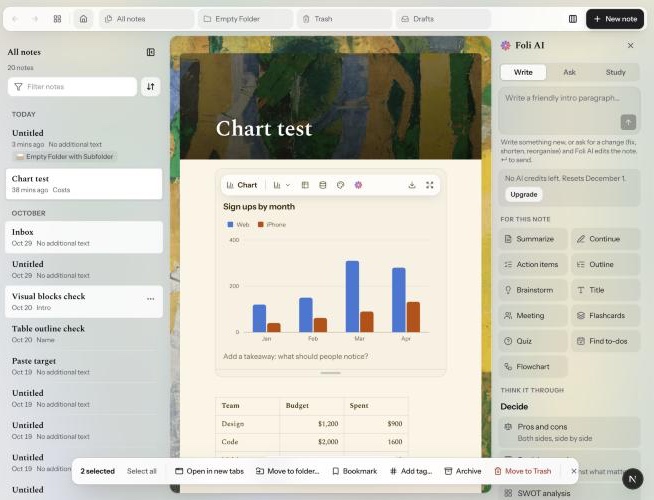 All notes
Empty Folder
Trash
Drafts
New note
All notes
20 notes
Filter notes
TODAY
Untitled
3 mins ago No additional text
Empty Folder with Subfolder
Chart test
38 mins ago Costs
OCTOBER
Inbox
Oct 29 No additional text
Untitled
Oct 29 No additional text
Visual blocks check
Oct 20 Intro
Table outline check
Oct 20 Name
Paste target
Oct 19 No additional text
Untitled
Oct 19 No additional text
Untitled
Oct 19 No additional text
Untitled
Oct 19 No additional text
Untitled
Chart test
Chart
Sign ups by month
Web iPhone
400
200
0
Jan Feb Mar Apr
Add a takeaway: what should people notice?
Team Budget Spent
Design $1,200 $900
Code $2,000 1600
Foli AI
Write Ask Study
Write a friendly intro paragraph...
Write something new, or ask for a change (fix,
shorten, reorganise) and Foli AI edits the note.
↵ to send.
No AI credits left. Resets December 1.
Upgrade
FOR THIS NOTE
Summarize Continue
Action items Outline
Brainstorm Title
Meeting Flashcards
Quiz Find to-dos
Flowchart
THINK IT THROUGH
Decide
Pros and cons
Both sides, side by side
SWOT analysis
2 selected Select all Open in new tabs Move to folder... Bookmark Add tag... Archive Move to Trash
N